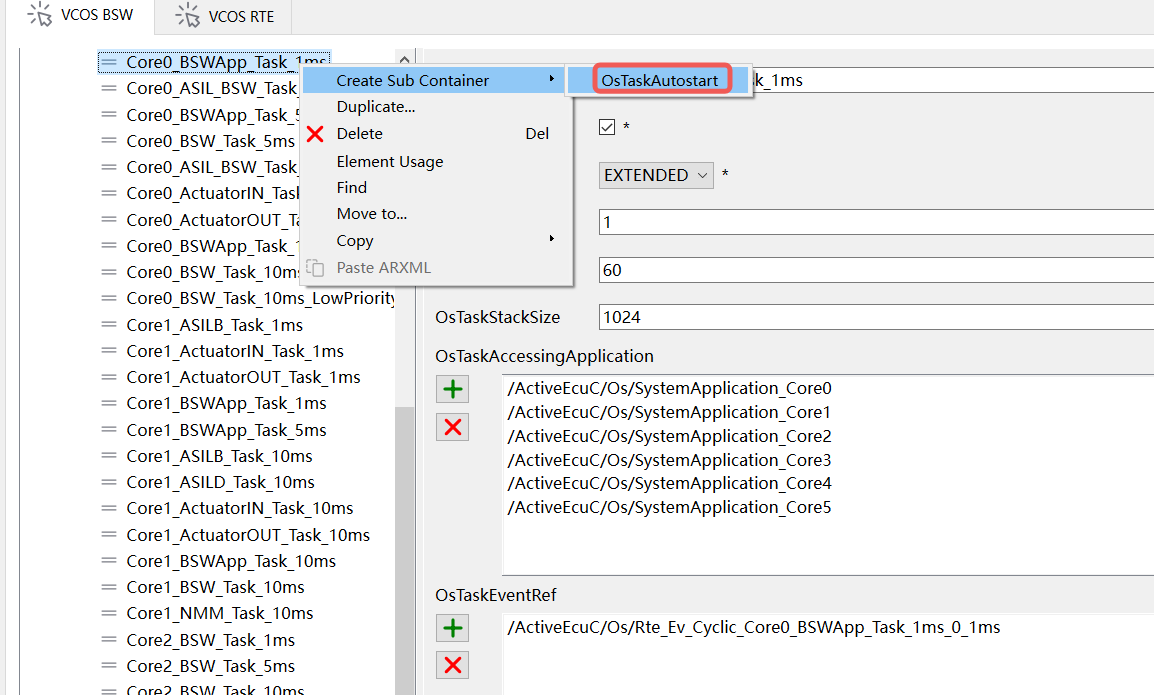 VCOS BSW
VCOS RTE
Core0_BSWApp_Task_1ms
Core0_ASIL_BSW_Task_
Core0_BSWApp_Task_5
Core0_BSW_Task_5ms
Core0_ASIL_BSW_Task_
Core0_ActuatorIN_Task
Core0_ActuatorOUT_Ta
Core0_BSWApp_Task_1
Core0_BSW_Task_10ms
Core0_BSW_Task_10ms_LowPriority
Core1_ASILB_Task_1ms
Core1_ActuatorIN_Task_1ms
Core1_ActuatorOUT_Task_1ms
Core1_BSWApp_Task_1ms
Core1_BSWApp_Task_5ms
Core1_ASILB_Task_10ms
Core1_ASILD_Task_10ms
Core1_ActuatorIN_Task_10ms
Core1_ActuatorOUT_Task_10ms
Core1_BSWApp_Task_10ms
Core1_BSW_Task_10ms
Core1_NMM_Task_10ms
Core2_BSW_Task_1ms
Core2_BSW_Task_5ms
Core2_BSW_Task_10ms
Create Sub Container
Duplicate...
Delete Del
Element Usage
Find
Move to...
Copy
Paste ARXML
OsTaskAutostart
k_1ms
*
EXTENDED *
1
60
OsTaskStackSize 1024
OsTaskAccessingApplication
/ActiveEcuC/Os/SystemApplication_Core0
/ActiveEcuC/Os/SystemApplication_Core1
/ActiveEcuC/Os/SystemApplication_Core2
/ActiveEcuC/Os/SystemApplication_Core3
/ActiveEcuC/Os/SystemApplication_Core4
/ActiveEcuC/Os/SystemApplication_Core5
OsTaskEventRef
/ActiveEcuC/Os/Rte_Ev_Cyclic_Core0_BSWApp_Task_1ms_0_1ms